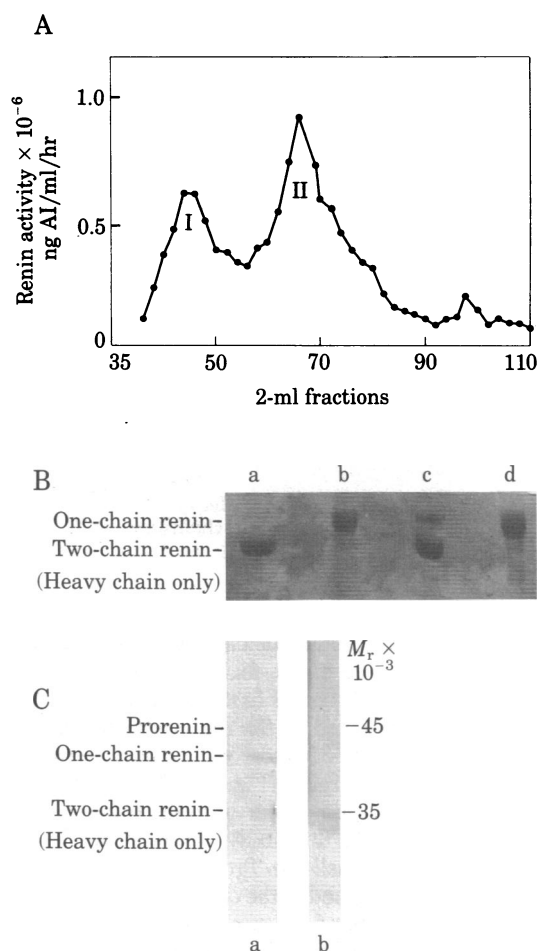 A
Renin activity × 10⁻⁶
ng AI/ml/hr
1.0
0.5
0
I
II
35
50
70
90
110
2-ml fractions
B
a
b
c
d
One-chain renin-
Two-chain renin-
(Heavy chain only)
C
Mᵣ ×
10⁻³
Prorenin-
-45
One-chain renin-
Two-chain renin-
-35
(Heavy chain only)
a
b